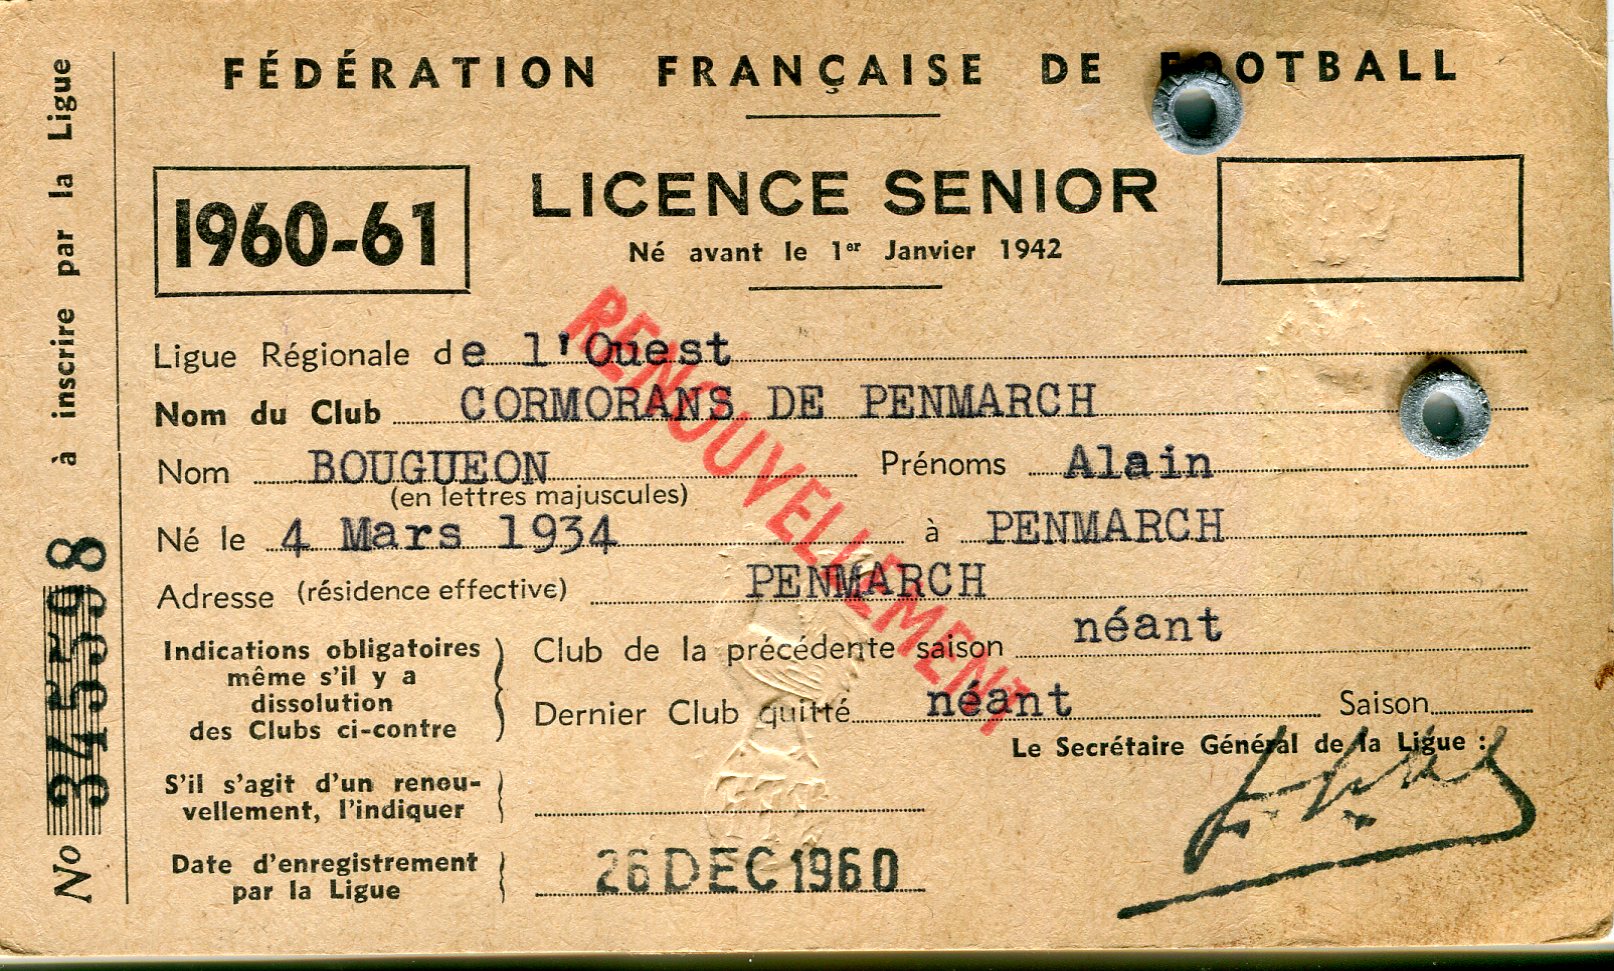 FÉDÉRATION FRANÇAISE DE FOOTBALL
1960-61
LICENCE SENIOR
Né avant le 1er Janvier 1942
Ligue Régionale de l'Ouest
Nom du Club CORMORANS DE PENMARCH
Nom BOUGUEON Prénoms Alain
(en lettres majuscules)
Né le 4 Mars 1934 à PENMARCH
Adresse (résidence effective) PENMARCH
Indications obligatoires
même s'il y a
dissolution
des Clubs ci-contre
Club de la précédente saison néant
Dernier Club quitté néant Saison
Le Secrétaire Général de la Ligue :
S'il s'agit d'un renou-
vellement, l'indiquer
Date d'enregistrement
par la Ligue
26 DEC 1960
RENOUVELLEMENT
No 345598 à inscrire par la Ligue